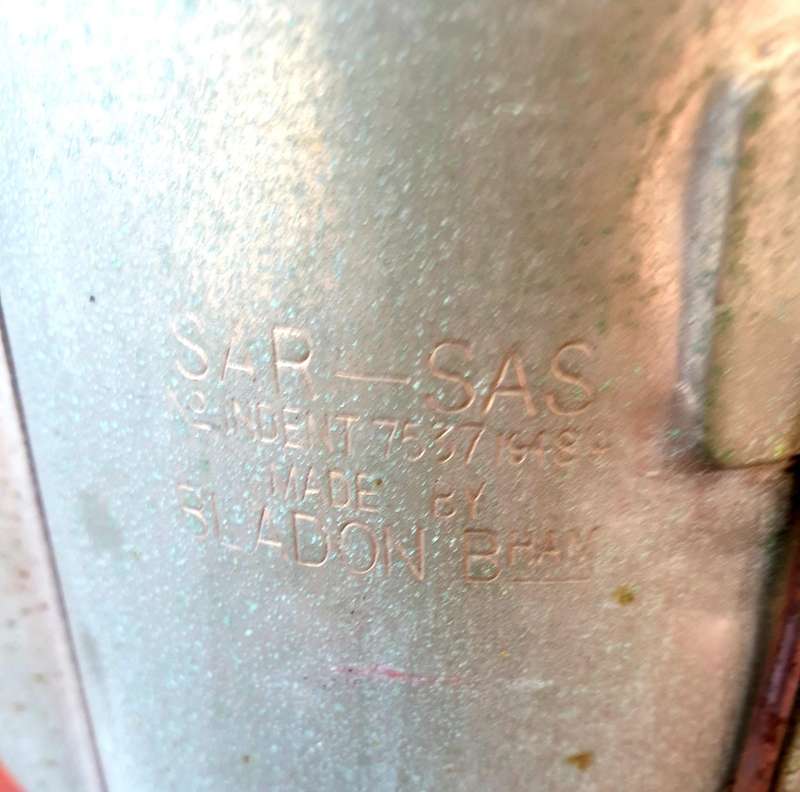 SAR — SAS
INDENT 7537
MADE BY
BLADON BHAM